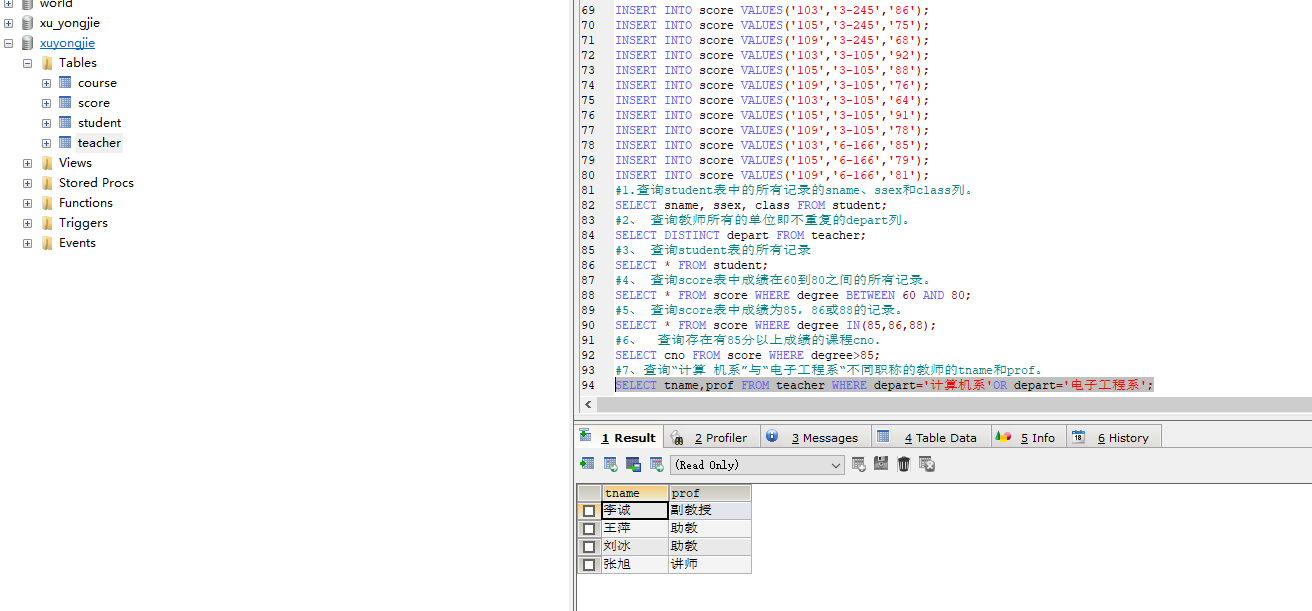 world
xu_yongjie
xuyongjie
Tables
course
score
student
teacher
Views
Stored Procs
Functions
Triggers
Events
69 INSERT INTO score VALUES('103','3-245','86');
70 INSERT INTO score VALUES('105','3-245','75');
71 INSERT INTO score VALUES('109','3-245','68');
72 INSERT INTO score VALUES('103','3-105','92');
73 INSERT INTO score VALUES('105','3-105','88');
74 INSERT INTO score VALUES('109','3-105','76');
75 INSERT INTO score VALUES('103','3-105','64');
76 INSERT INTO score VALUES('105','3-105','91');
77 INSERT INTO score VALUES('109','3-105','78');
78 INSERT INTO score VALUES('103','6-166','85');
79 INSERT INTO score VALUES('105','6-166','79');
80 INSERT INTO score VALUES('109','6-166','81');
81 #1.查询student表中的所有记录的sname、ssex和class列。
82 SELECT sname, ssex, class FROM student;
83 #2、 查询教师所有的单位即不重复的depart列。
84 SELECT DISTINCT depart FROM teacher;
85 #3、 查询student表的所有记录
86 SELECT * FROM student;
87 #4、 查询score表中成绩在60到80之间的所有记录。
88 SELECT * FROM score WHERE degree BETWEEN 60 AND 80;
89 #5、 查询score表中成绩为85，86或88的记录。
90 SELECT * FROM score WHERE degree IN(85,86,88);
91 #6、  查询存在有85分以上成绩的课程cno.
92 SELECT cno FROM score WHERE degree>85;
93 #7、查询“计算 机系”与“电子工程系“不同职称的教师的tname和prof。
94 SELECT tname,prof FROM teacher WHERE depart='计算机系'OR depart='电子工程系';
1 Result 2 Profiler 3 Messages 4 Table Data 5 Info 6 History
(Read Only)
tname prof
李诚 副教授
王萍 助教
刘冰 助教
张旭 讲师